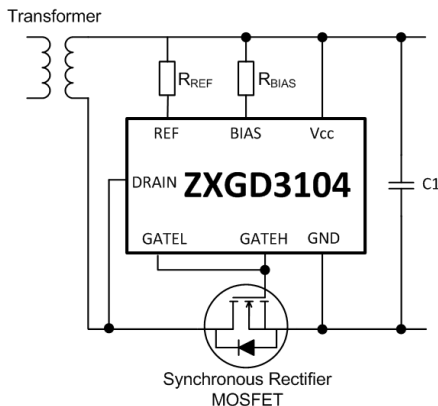 Transformer
RREF
RBIAS
REF BIAS Vcc
DRAIN ZXGD3104
C1
GATEL GATEH GND
Synchronous Rectifier
MOSFET